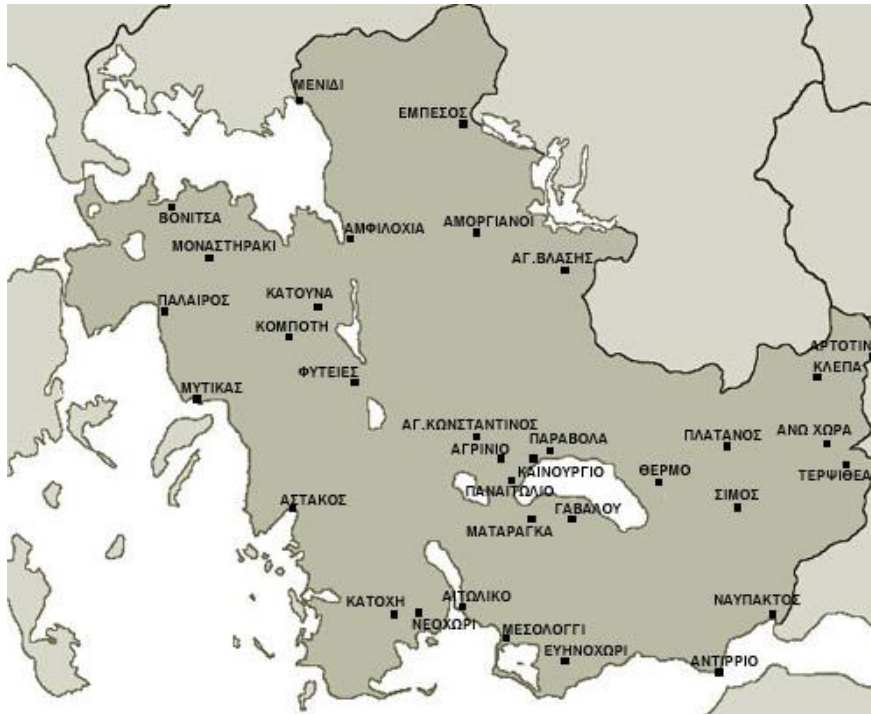 ΜΕΝΙΔΙ
ΕΜΠΕΣΟΣ
ΒΟΝΙΤΣΑ
ΑΜΦΙΛΟΧΙΑ
ΑΜΟΡΓΙΑΝΟΙ
ΜΟΝΑΣΤΗΡΑΚΙ
ΑΓ.ΒΛΑΣΗΣ
ΠΑΛΑΙΡΟΣ
ΚΑΤΟΥΝΑ
ΚΟΜΠΟΤΗ
ΑΡΤΟΤΙΝ
ΚΛΕΠΑ
ΦΥΤΕΙΕΣ
ΜΥΤΙΚΑΣ
ΑΓ.ΚΩΝΣΤΑΝΤΙΝΟΣ
ΑΓΡΙΝΙΟ
ΠΑΡΑΒΟΛΑ
ΠΛΑΤΑΝΟΣ
ΑΝΩ ΧΩΡΑ
ΚΑΙΝΟΥΡΓΙΟ
ΘΕΡΜΟ
ΤΕΡΨΙΘΕΑ
ΠΑΝΑΙΤΩΛΙΟ
ΑΣΤΑΚΟΣ
ΓΑΒΑΛΟΥ
ΣΙΜΟΣ
ΜΑΤΑΡΑΓΚΑ
ΚΑΤΟΧΗ
ΑΙΤΩΛΙΚΟ
ΝΑΥΠΑΚΤΟΣ
ΝΕΟΧΩΡΙ
ΜΕΣΟΛΟΓΓΙ
ΕΥΗΝΟΧΩΡΙ
ΑΝΤΙΡΡΙΟ